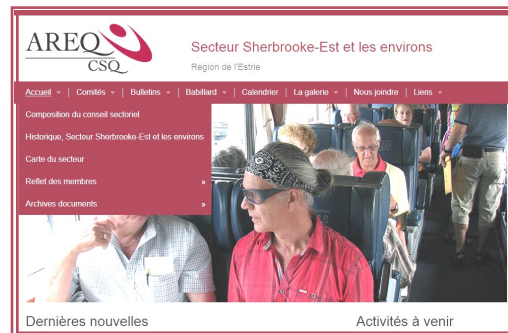 AREQ
CSQ
Secteur Sherbrooke-Est et les environs
Région de l'Estrie
Accueil | Comités | Bulletins | Babillard | Calendrier | La galerie | Nous joindre | Liens
Composition du conseil sectoriel
Historique, Secteur Sherbrooke-Est et les environs
Carte du secteur
Reflet des membres »
Archives documents »
Dernières nouvelles
Activités à venir